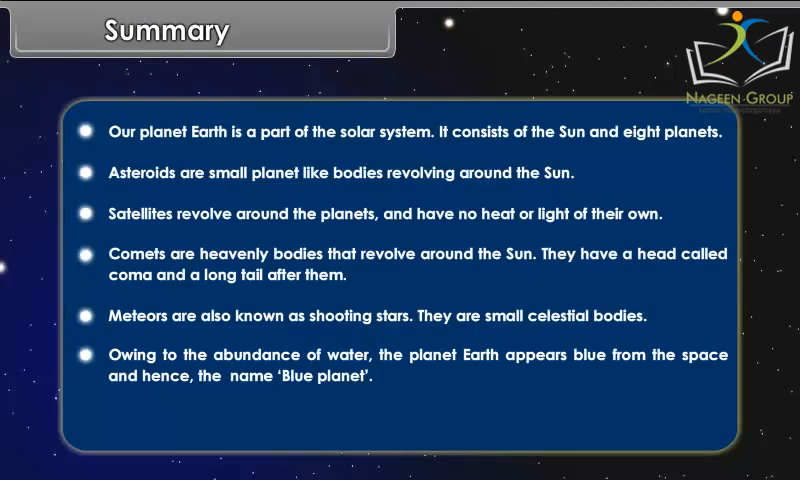 Summary
NAGEEN-GROUP
Our planet Earth is a part of the solar system. It consists of the Sun and eight planets.
Asteroids are small planet like bodies revolving around the Sun.
Satellites revolve around the planets, and have no heat or light of their own.
Comets are heavenly bodies that revolve around the Sun. They have a head called
coma and a long tail after them.
Meteors are also known as shooting stars. They are small celestial bodies.
Owing to the abundance of water, the planet Earth appears blue from the space
and hence, the name ‘Blue planet’.